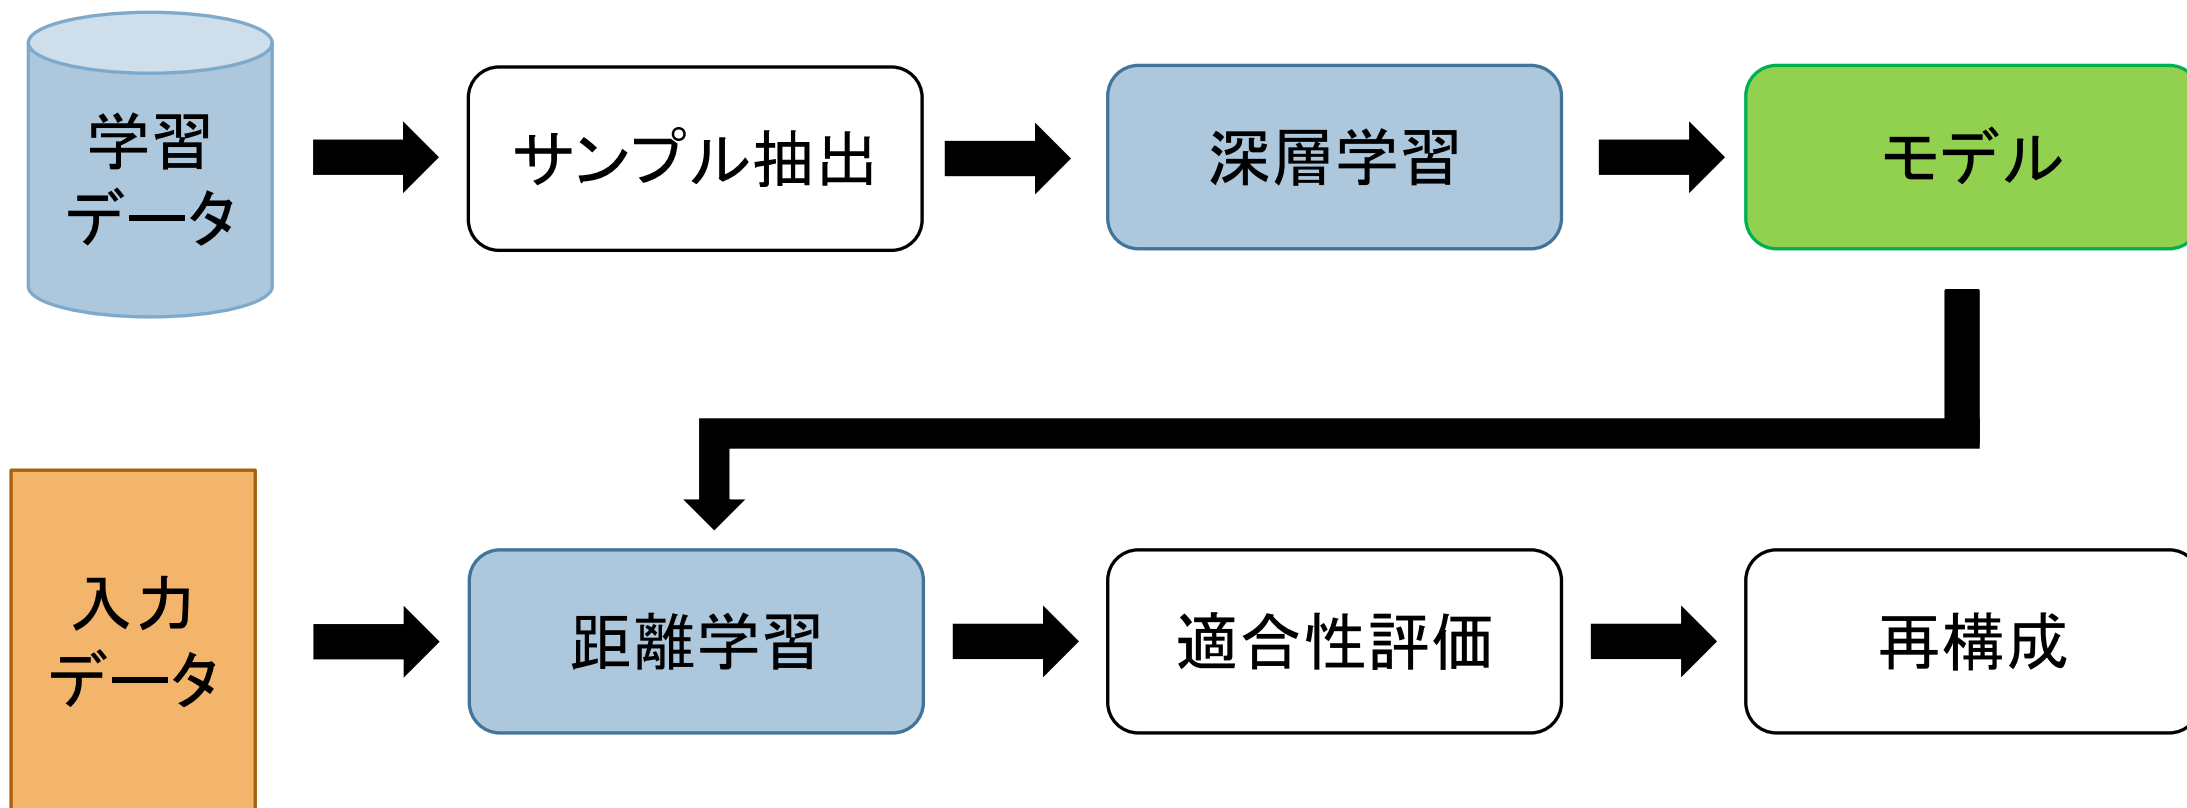 学習
データ
サンプル抽出
深層学習
モデル
入力
データ
距離学習
適合性評価
再構成